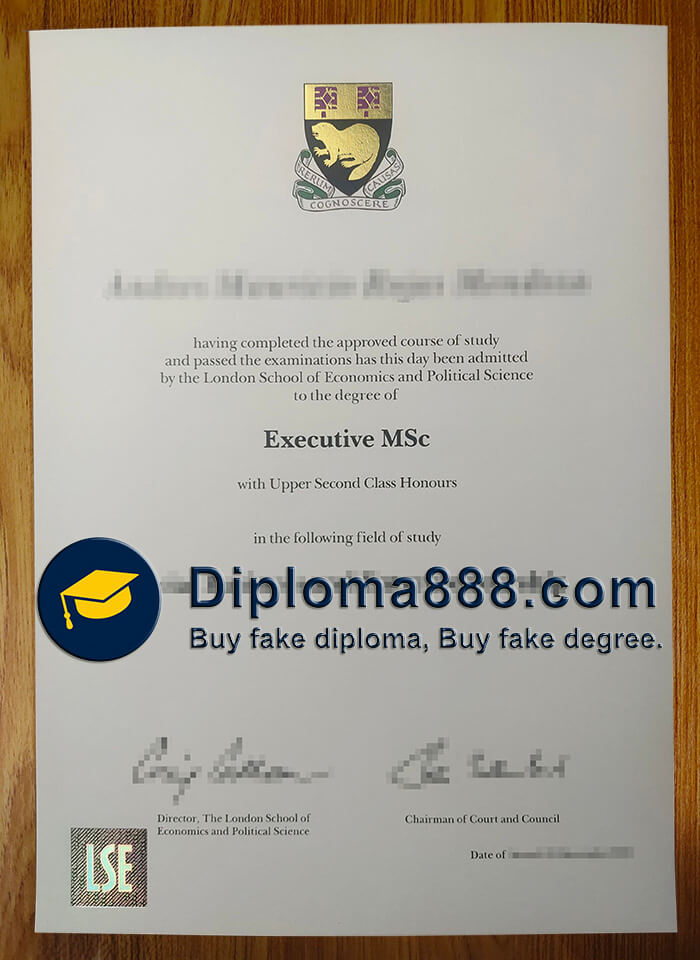 RERUM
CAUSAS
COGNOSCERE
having completed the approved course of study
and passed the examinations has this day been admitted
by the London School of Economics and Political Science
to the degree of
Executive MSc
with Upper Second Class Honours
in the following field of study
Diploma888.com
Buy fake diploma, Buy fake degree.
Director, The London School of
Economics and Political Science
Chairman of Court and Council
Date of
LSE